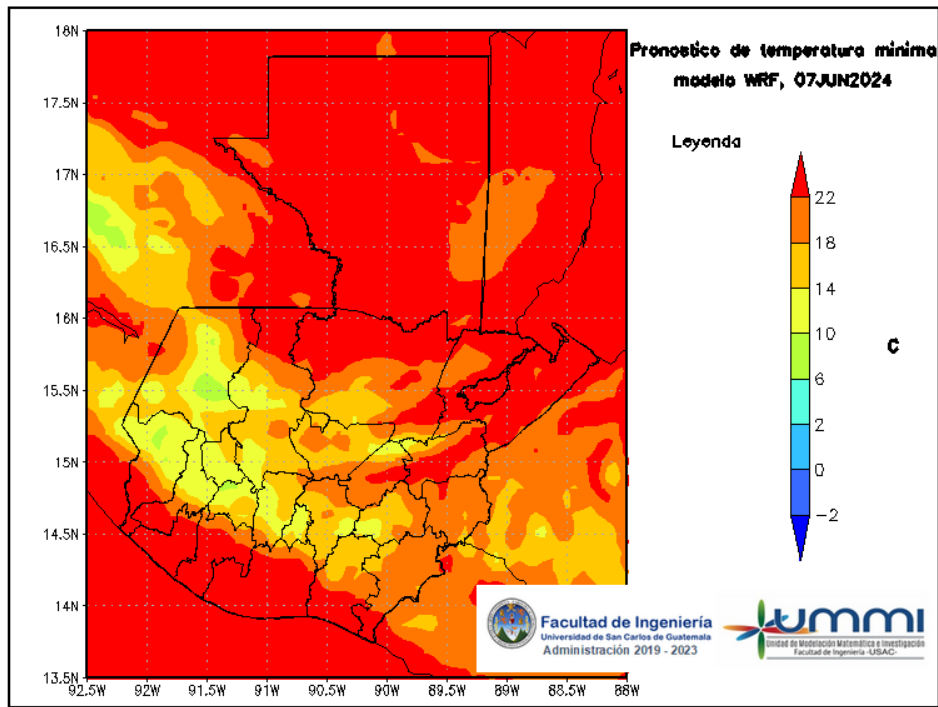 Pronostico de temperatura minima
modelo WRF, 07JUN2024
Leyenda
22
18
14
10
6
2
0
−2
C
18N
17.5N
17N
16.5N
16N
15.5N
15N
14.5N
14N
13.5N
92.5W 92W 91.5W 91W 90.5W 90W 89.5W 89W 88.5W 88W
Facultad de Ingeniería
Universidad de San Carlos de Guatemala
Administración 2019 - 2023
UMMI
Unidad de Modelación Matemática e Investigación
Facultad de Ingeniería -USAC-